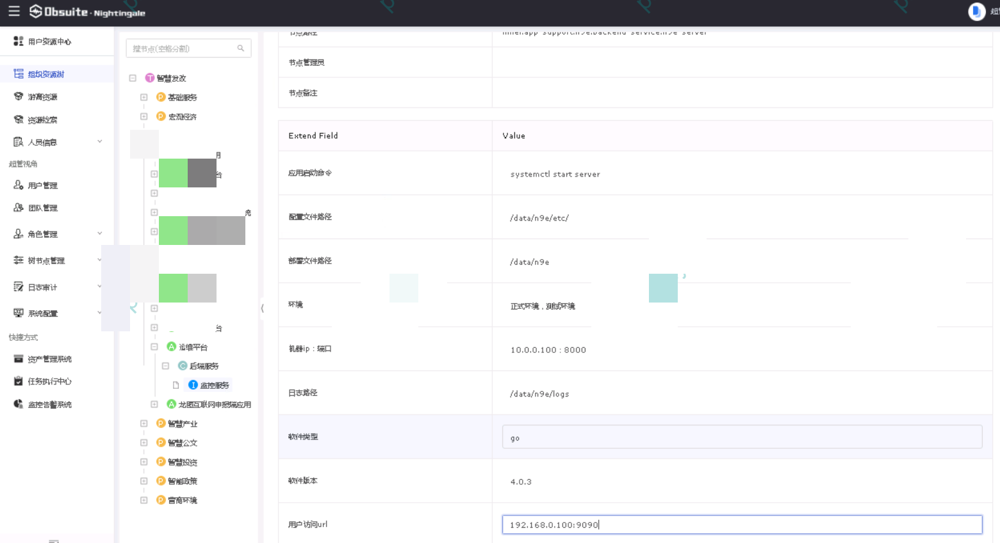 Obsuite · Nightingale
超
用户资源中心
组织资源树
游离资源
资源检索
人员信息
超管视角
用户管理
团队管理
角色管理
树节点管理
日志审计
系统配置
快捷方式
资产管理系统
任务执行中心
监控告警系统
搜节点(空格分割)
T 智慧发改
P 基础服务
P 宏观经济
用
台
统
台
A 运维平台
C 后端服务
I 监控服务
A 龙图互联网申报端应用
P 智慧产业
P 智慧公文
P 智慧投资
P 智能政策
P 营商环境
节点路径 inner.app-support.n9e.backend-service.n9e-server
节点管理员
节点备注
Extend Field Value
应用启动命令 systemctl start server
配置文件路径 /data/n9e/etc/
部署文件路径 /data/n9e
环境 正式环境，测试环境
机器ip：端口 10.0.0.100：8000
日志路径 /data/n9e/logs
软件类型 go
软件版本 4.0.3
用户访问url 192.168.0.100:9090